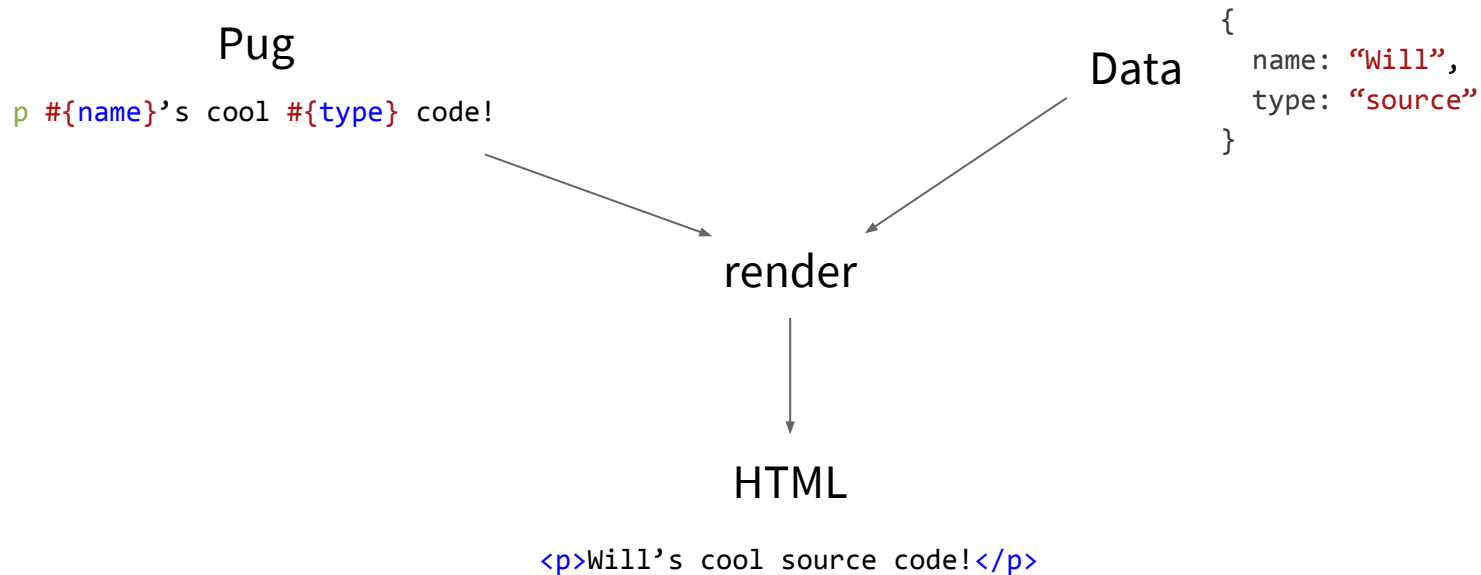 Pug
p #{name}’s cool #{type} code!
Data
{
name: “Will”,
type: “source”
}
render
HTML
<p>Will’s cool source code!</p>